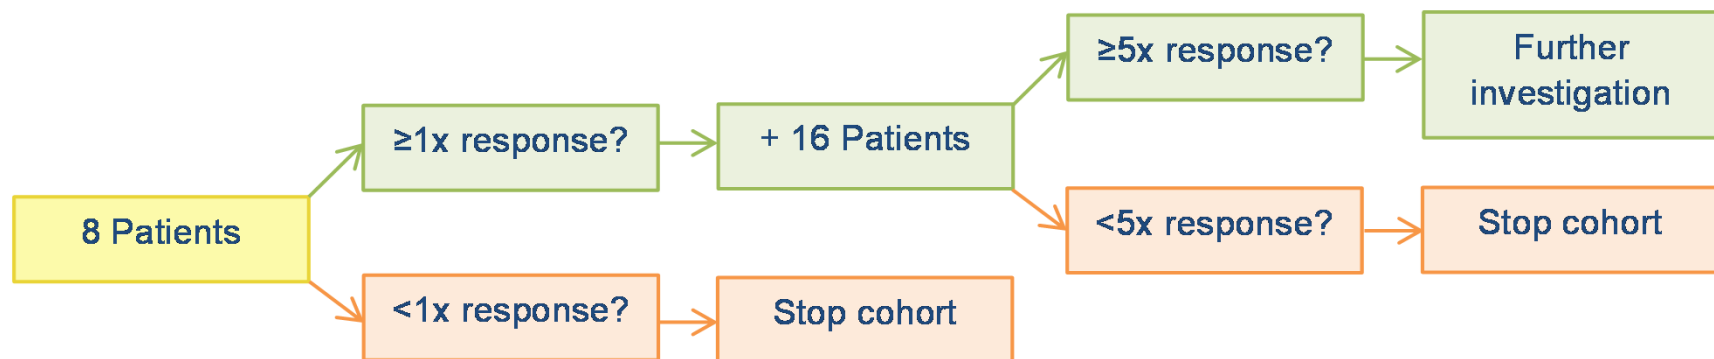 8 Patients
≥1x response?
<1x response?
+ 16 Patients
Stop cohort
≥5x response?
<5x response?
Further
investigation
Stop cohort